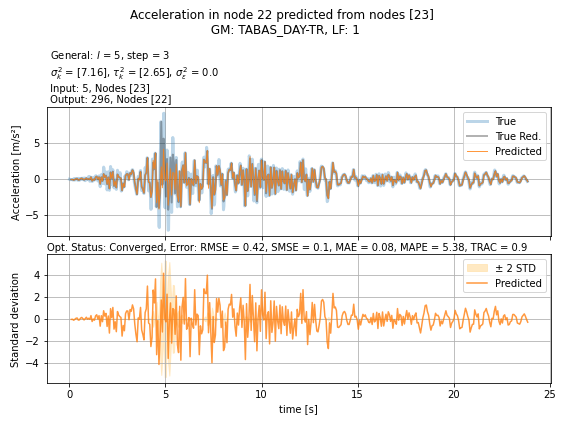 Acceleration in node 22 predicted from nodes [23]
GM: TABAS_DAY-TR, LF: 1
General: l = 5, step = 3
σ²ₖ = [7.16], τ²ₖ = [2.65], σ²ε = 0.0
Input: 5, Nodes [23]
Output: 296, Nodes [22]
Acceleration [m/s²]
5
0
−5
True
True Red.
Predicted
Opt. Status: Converged, Error: RMSE = 0.42, SMSE = 0.1, MAE = 0.08, MAPE = 5.38, TRAC = 0.9
Standard deviation
4
2
0
−2
−4
± 2 STD
Predicted
0 5 10 15 20 25
time [s]